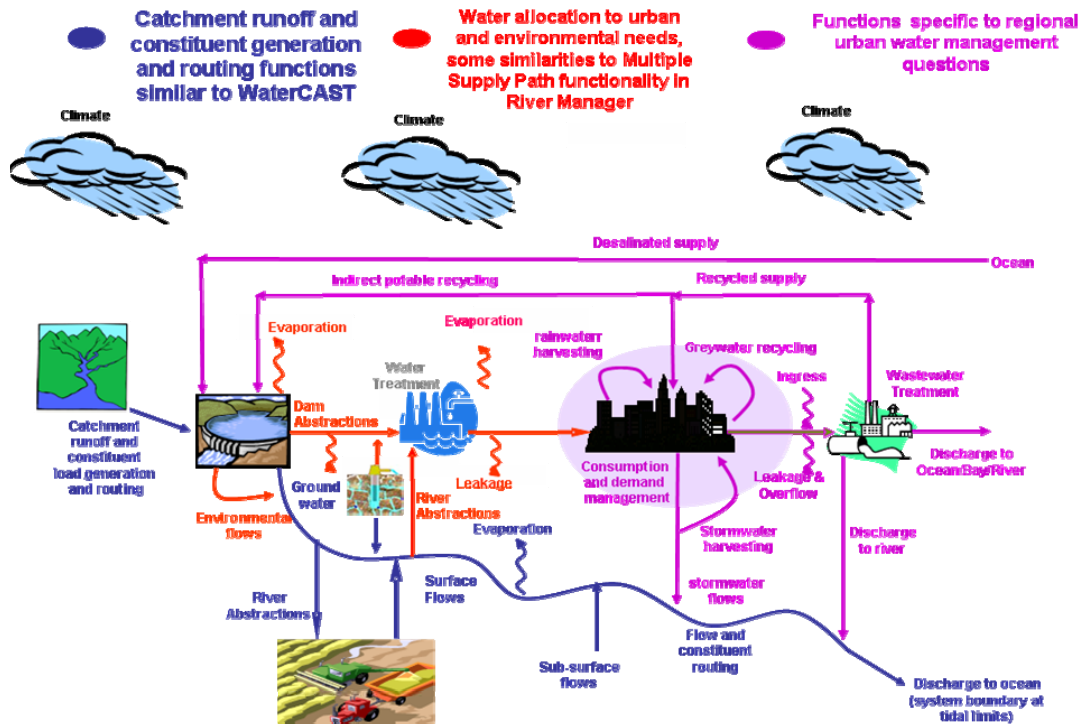 Catchment runoff and
constituent generation
and routing functions
similar to WaterCAST
Water allocation to urban
and environmental needs,
some similarities to Multiple
Supply Path functionality in
River Manager
Functions specific to regional
urban water management
questions
Climate
Climate
Climate
Desalinated supply
Ocean
Indirect potable recycling
Recycled supply
Evaporation
Evaporation
rainwaterr
harvesting
Greywater recycling
Water
Treatment
Ingress
Wastewater
Treatment
Dam
Abstractions
Catchment
runoff and
constituent
load generation
and routing
Ground
water
Leakage
Consumption
and demand
management
Leakage &
Overflow
Discharge to
Ocean/Bay/River
Environmental
flows
River
Abstractions
Evaporation
Stormwater
harvesting
Discharge
to river
River
Abstractions
Surface
Flows
stormwater
flows
Flow and
constituent
routing
Sub-surface
flows
Discharge to ocean
(system boundary at
tidal limits)